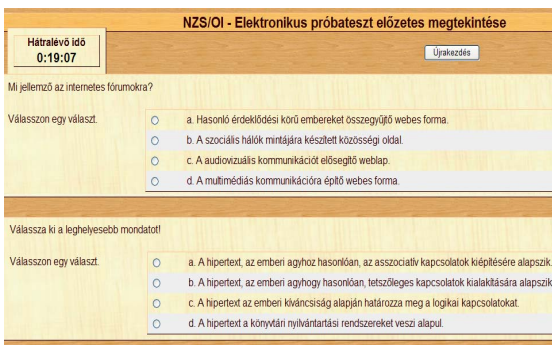 NZS/OI - Elektronikus próbateszt előzetes megtekintése
Hátralévő idő
0:19:07
Újrakezdés
Mi jellemző az internetes fórumokra?
Válasszon egy választ.
a. Hasonló érdeklődési körű embereket összegyűjtő webes forma.
b. A szociális hálók mintájára készített közösségi oldal.
c. A audiovizuális kommunikációt elősegítő weblap.
d. A multimédiás kommunikációra építő webes forma.
Válassza ki a leghelyesebb mondatot!
Válasszon egy választ.
a. A hipertext, az emberi agyhoz hasonlóan, az asszociatív kapcsolatok kiépítésére alapszik.
b. A hipertext, az emberi agyhogy hasonlóan, tetszőleges kapcsolatok kialakítására alapszik
c. A hipertext az emberi kíváncsiság alapján határozza meg a logikai kapcsolatokat.
d. A hipertext a könyvtári nyilvántartási rendszereket veszi alapul.